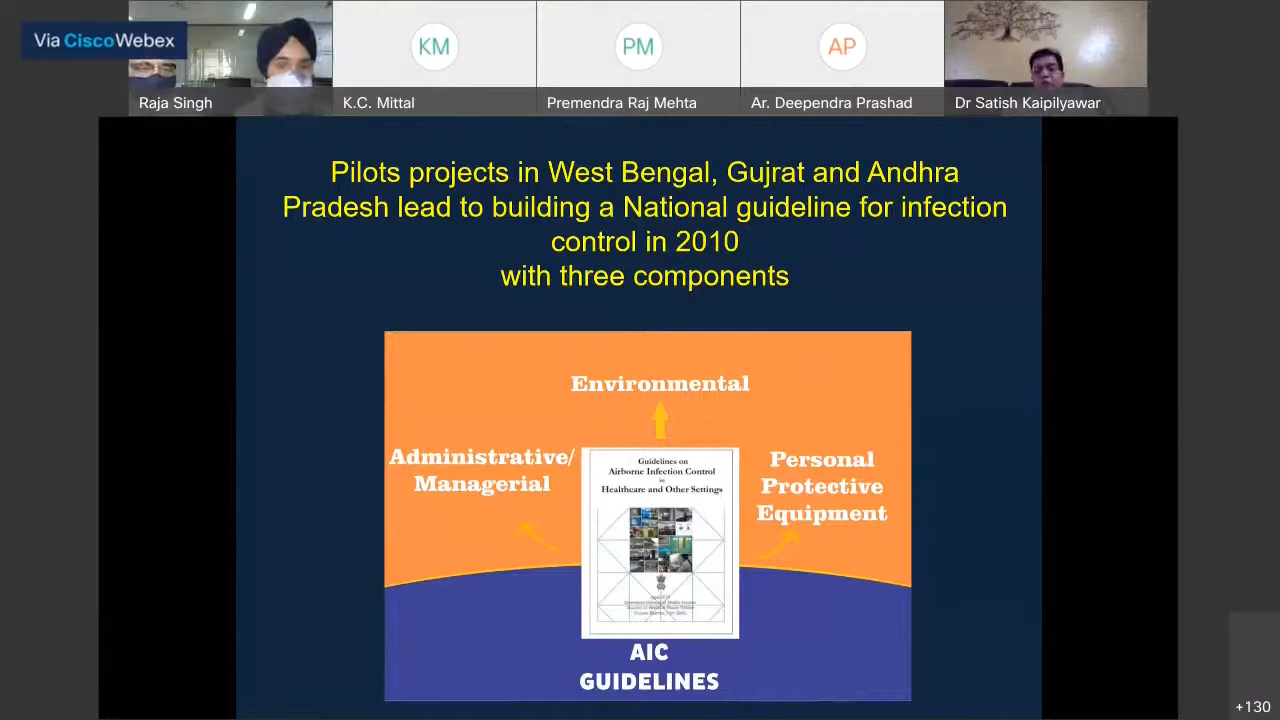 Via CiscoWebex
KM
PM
AP
Raja Singh
K.C. Mittal
Premendra Raj Mehta
Ar. Deependra Prashad
Dr Satish Kaipilyawar
Pilots projects in West Bengal, Gujrat and Andhra
Pradesh lead to building a National guideline for infection
control in 2010
with three components
Environmental
Administrative/
Managerial
Personal
Protective
Equipment
Guidelines on
Airborne Infection Control
in
Healthcare and Other Settings
AIC
GUIDELINES
+130